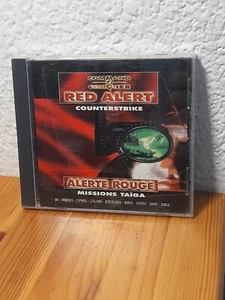 COMMAND
CONQUER
RED ALERT
COUNTERSTRIKE
ALERTE ROUGE
MISSIONS TAÏGA